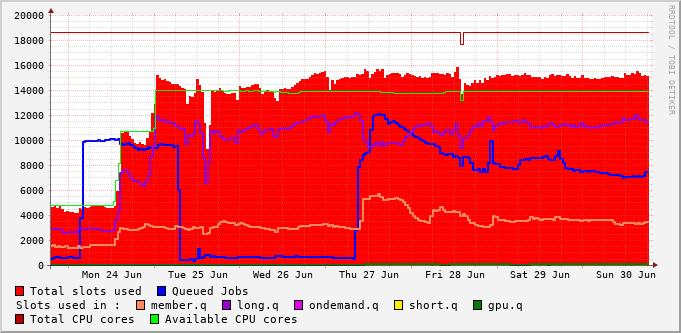 20000
18000
16000
14000
12000
10000
8000
6000
4000
2000
0
Mon 24 Jun Tue 25 Jun Wed 26 Jun Thu 27 Jun Fri 28 Jun Sat 29 Jun Sun 30 Jun
Total slots used Queued Jobs
Slots used in : member.q long.q ondemand.q short.q gpu.q
Total CPU cores Available CPU cores
RRDTOOL / TOBI OETIKER